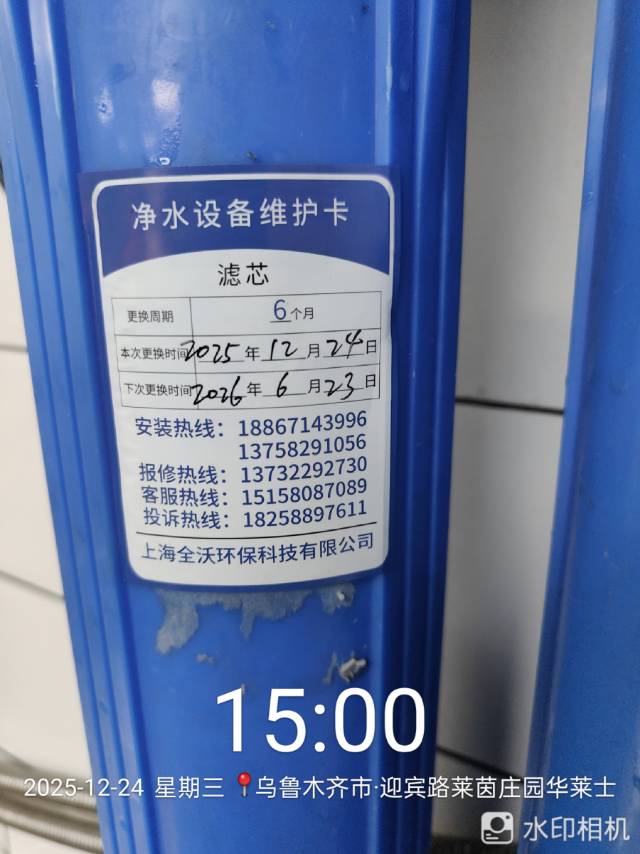 净水设备维护卡
滤芯
更换周期 6个月
本次更换时间 2025年12月24日
下次更换时间 2026年6月23日
安装热线：18867143996
13758291056
报修热线：13732292730
客服热线：15158087089
投诉热线：18258897611
上海全沃环保科技有限公司
15:00
2025-12-24 星期三 📍乌鲁木齐市·迎宾路莱茵庄园华莱士
水印相机